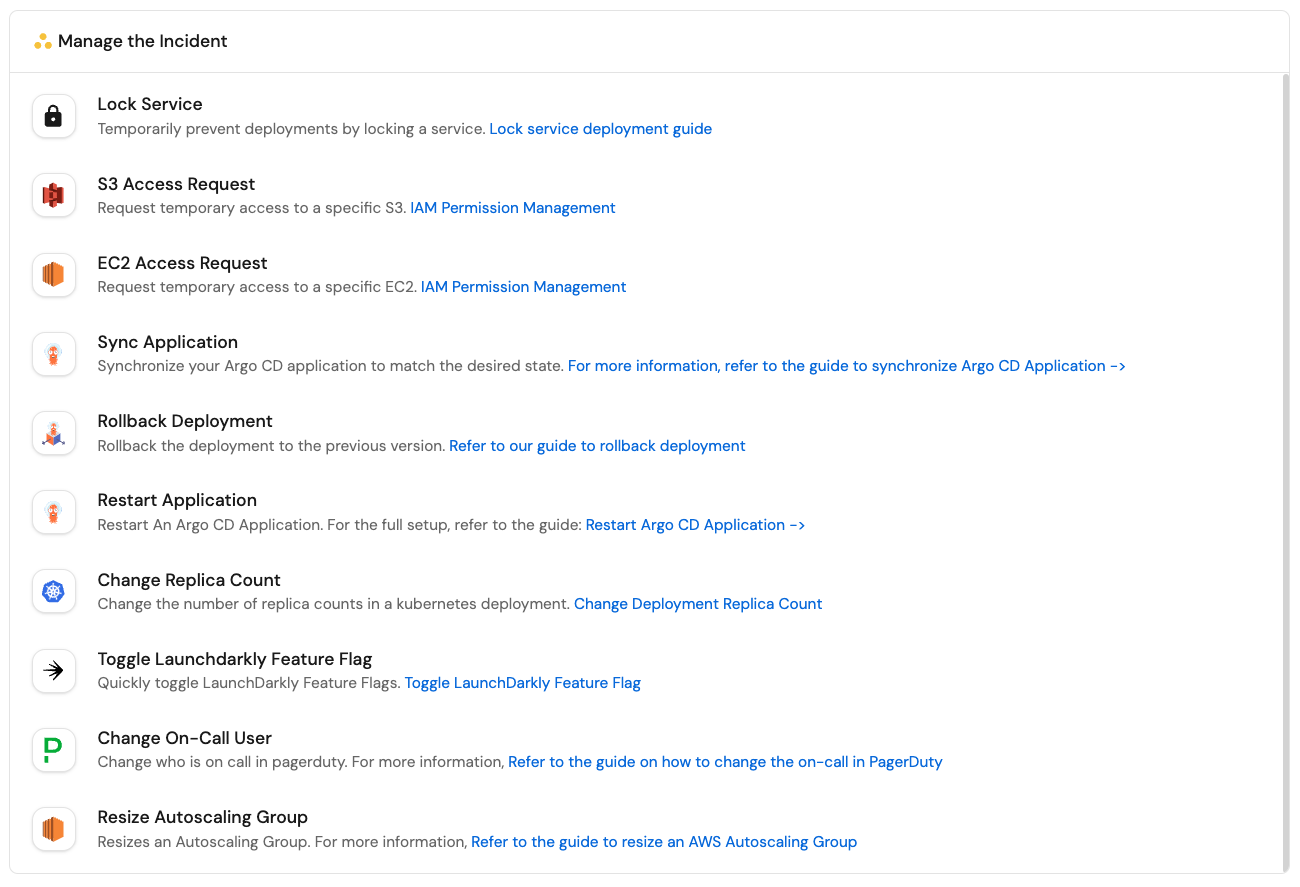 Manage the Incident
Lock Service
Temporarily prevent deployments by locking a service. Lock service deployment guide
S3 Access Request
Request temporary access to a specific S3. IAM Permission Management
EC2 Access Request
Request temporary access to a specific EC2. IAM Permission Management
Sync Application
Synchronize your Argo CD application to match the desired state. For more information, refer to the guide to synchronize Argo CD Application ->
Rollback Deployment
Rollback the deployment to the previous version. Refer to our guide to rollback deployment
Restart Application
Restart An Argo CD Application. For the full setup, refer to the guide: Restart Argo CD Application ->
Change Replica Count
Change the number of replica counts in a kubernetes deployment. Change Deployment Replica Count
Toggle Launchdarkly Feature Flag
Quickly toggle LaunchDarkly Feature Flags. Toggle LaunchDarkly Feature Flag
Change On-Call User
Change who is on call in pagerduty. For more information, Refer to the guide on how to change the on-call in PagerDuty
Resize Autoscaling Group
Resizes an Autoscaling Group. For more information, Refer to the guide to resize an AWS Autoscaling Group